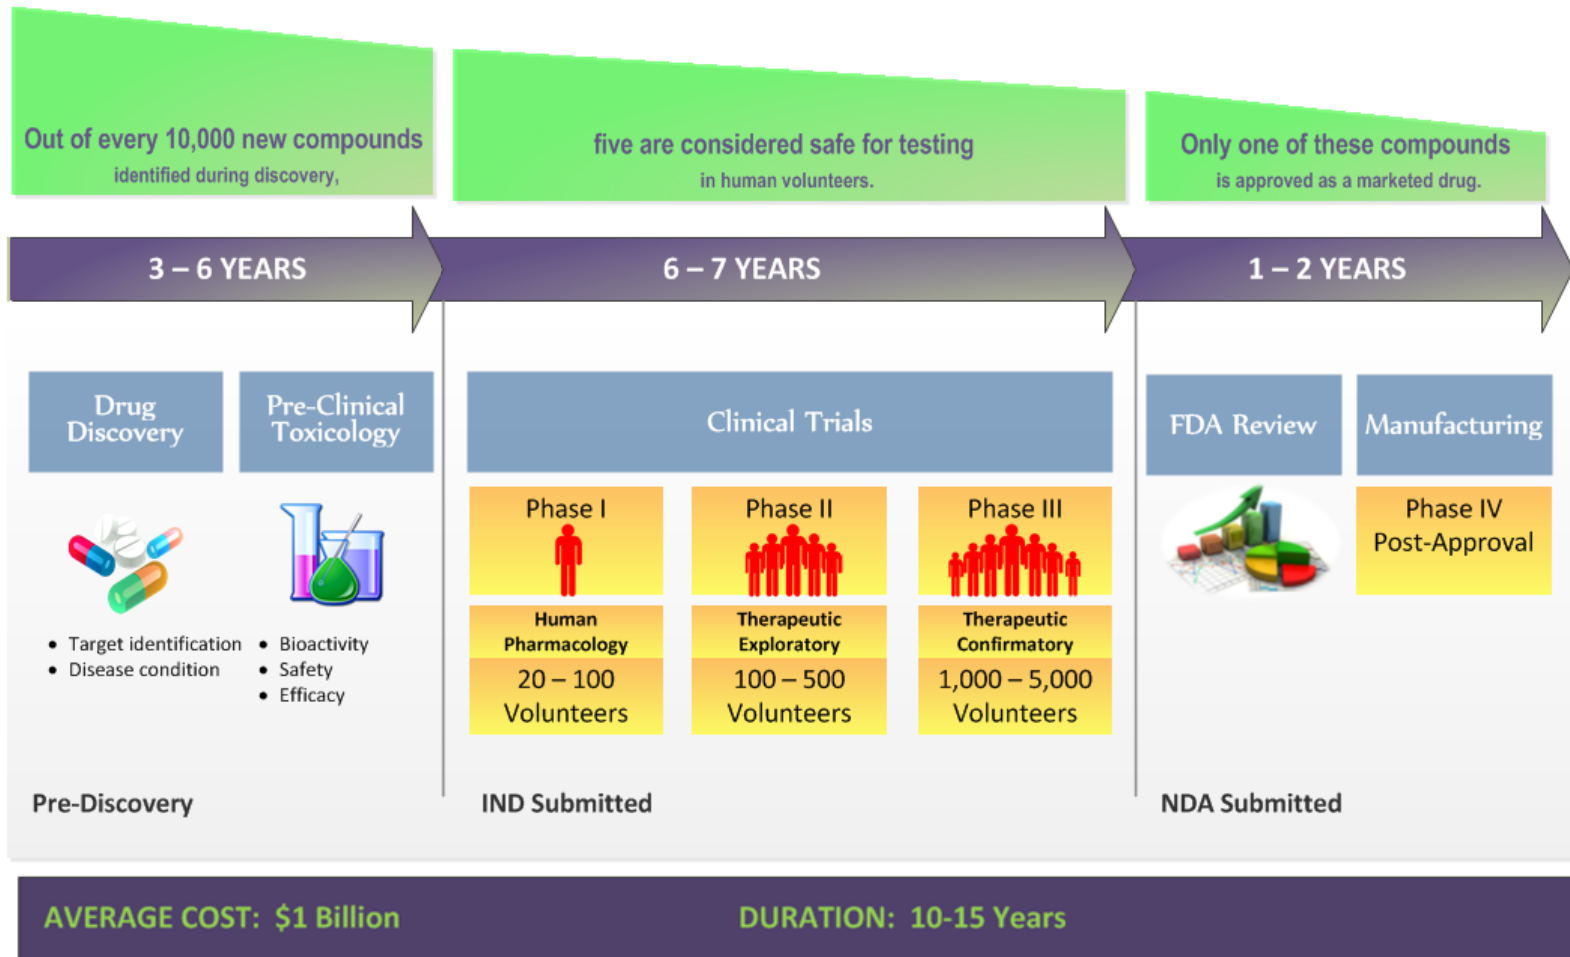 Out of every 10,000 new compounds
identified during discovery,
five are considered safe for testing
in human volunteers.
Only one of these compounds
is approved as a marketed drug.
3 – 6 YEARS
6 – 7 YEARS
1 – 2 YEARS
Drug
Discovery
Pre-Clinical
Toxicology
Clinical Trials
FDA Review
Manufacturing
• Target identification
• Disease condition
• Bioactivity
• Safety
• Efficacy
Phase I
Human
Pharmacology
20 – 100
Volunteers
Phase II
Therapeutic
Exploratory
100 – 500
Volunteers
Phase III
Therapeutic
Confirmatory
1,000 – 5,000
Volunteers
Phase IV
Post-Approval
Pre-Discovery
IND Submitted
NDA Submitted
AVERAGE COST: $1 Billion
DURATION: 10-15 Years